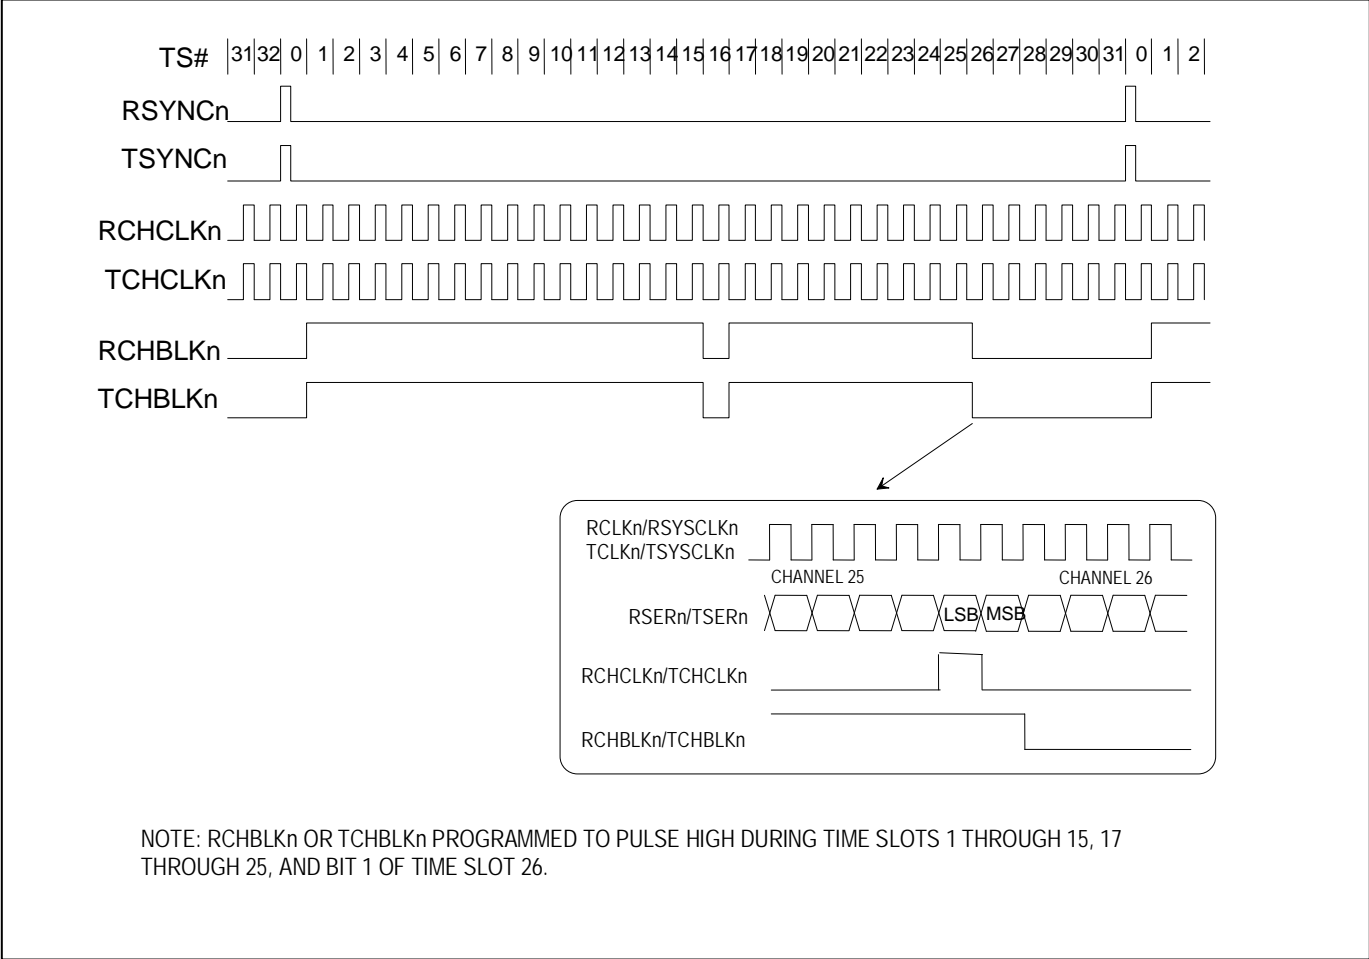 TS# 31 32 0 1 2 3 4 5 6 7 8 9 10 11 12 13 14 15 16 17 18 19 20 21 22 23 24 25 26 27 28 29 30 31 0 1 2
RSYNCn
TSYNCn
RCHCLKn
TCHCLKn
RCHBLKn
TCHBLKn
RCLKn/RSYSCLKn
TCLKn/TSYSCLKn
CHANNEL 25 CHANNEL 26
RSERn/TSERn LSB MSB
RCHCLKn/TCHCLKn
RCHBLKn/TCHBLKn
NOTE: RCHBLKn OR TCHBLKn PROGRAMMED TO PULSE HIGH DURING TIME SLOTS 1 THROUGH 15, 17
THROUGH 25, AND BIT 1 OF TIME SLOT 26.